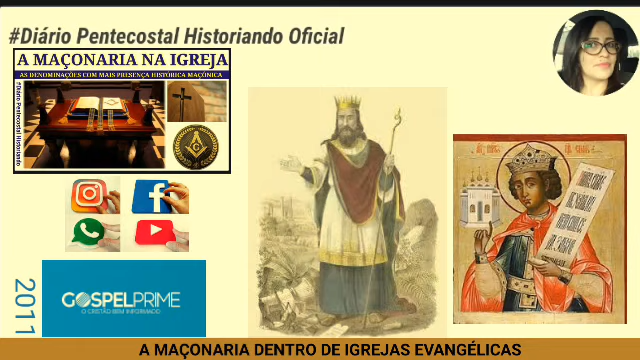 #Diário Pentecostal Historiando Oficial
A MAÇONARIA NA IGREJA
AS DENOMINAÇÕES COM MAIS PRESENÇA HISTÓRICA MAÇÔNICA
#Diário Pentecostal Historiando
G
GOSPELPRIME
O CRISTÃO BEM INFORMADO
2011
A MAÇONARIA DENTRO DE IGREJAS EVANGÉLICAS